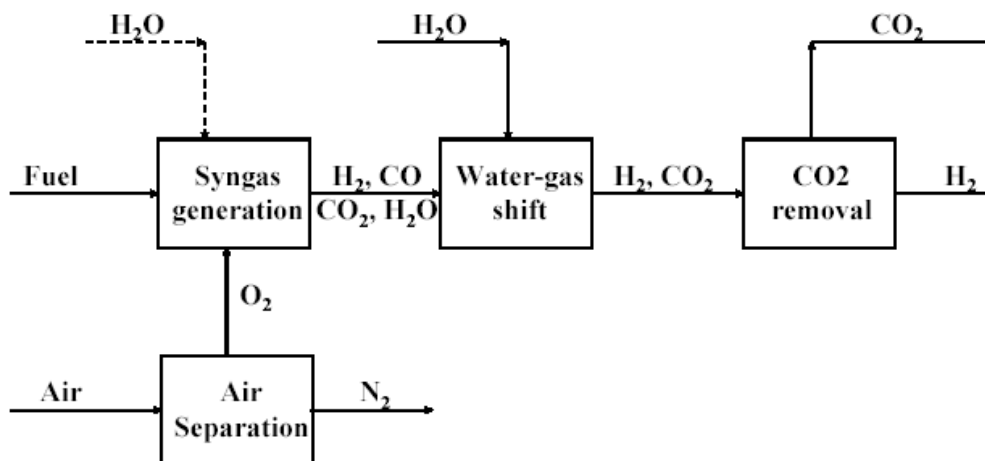 H₂O
H₂O
CO₂
Fuel
Syngas
generation
H₂, CO
CO₂, H₂O
Water-gas
shift
H₂, CO₂
CO2
removal
H₂
O₂
Air
Air
Separation
N₂